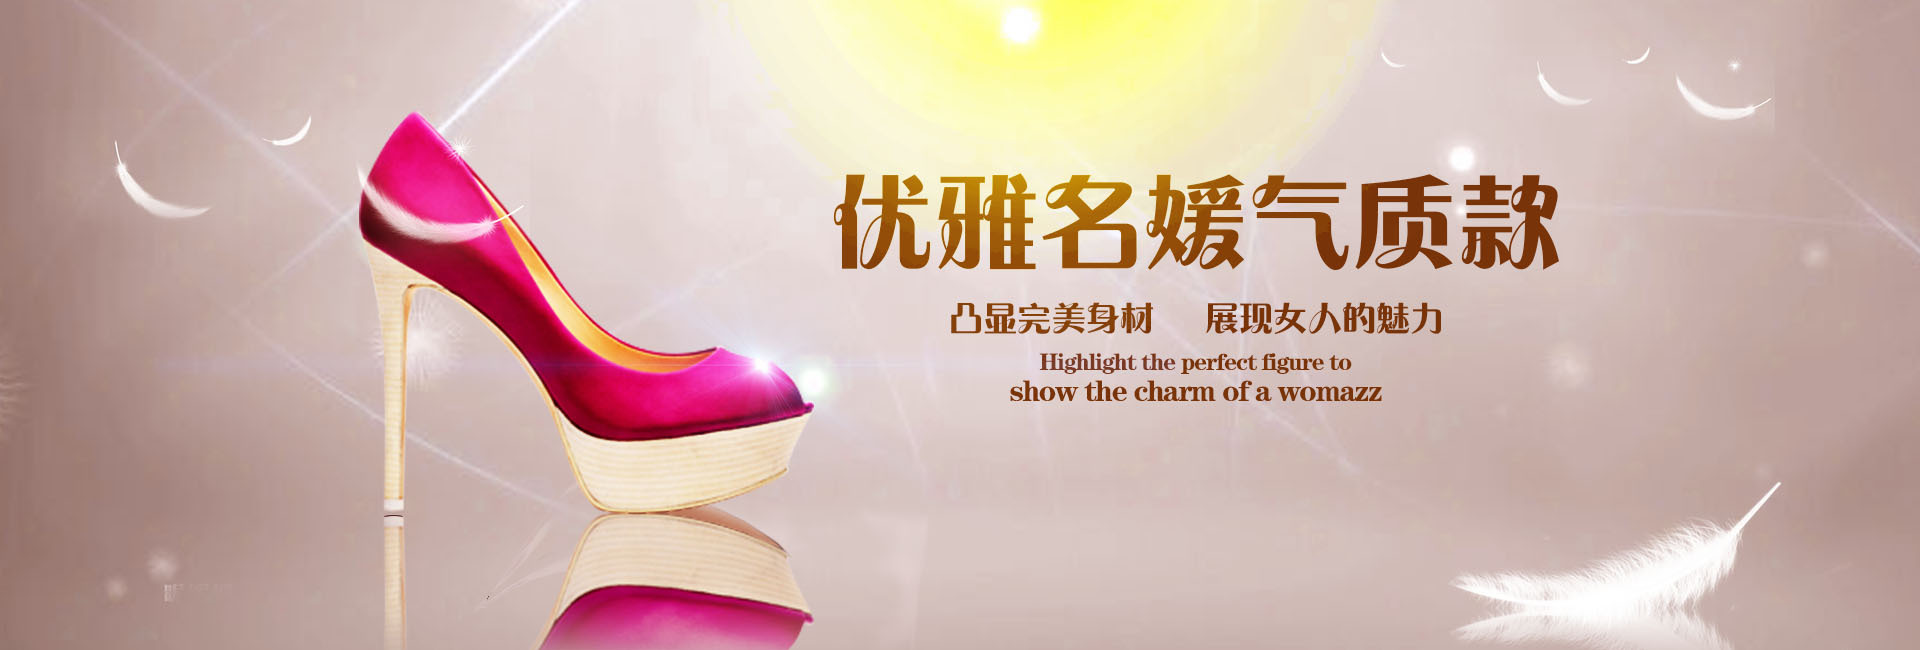 优雅名媛气质款
凸显完美身材 展现女人的魅力
Highlight the perfect figure to
show the charm of a womazz